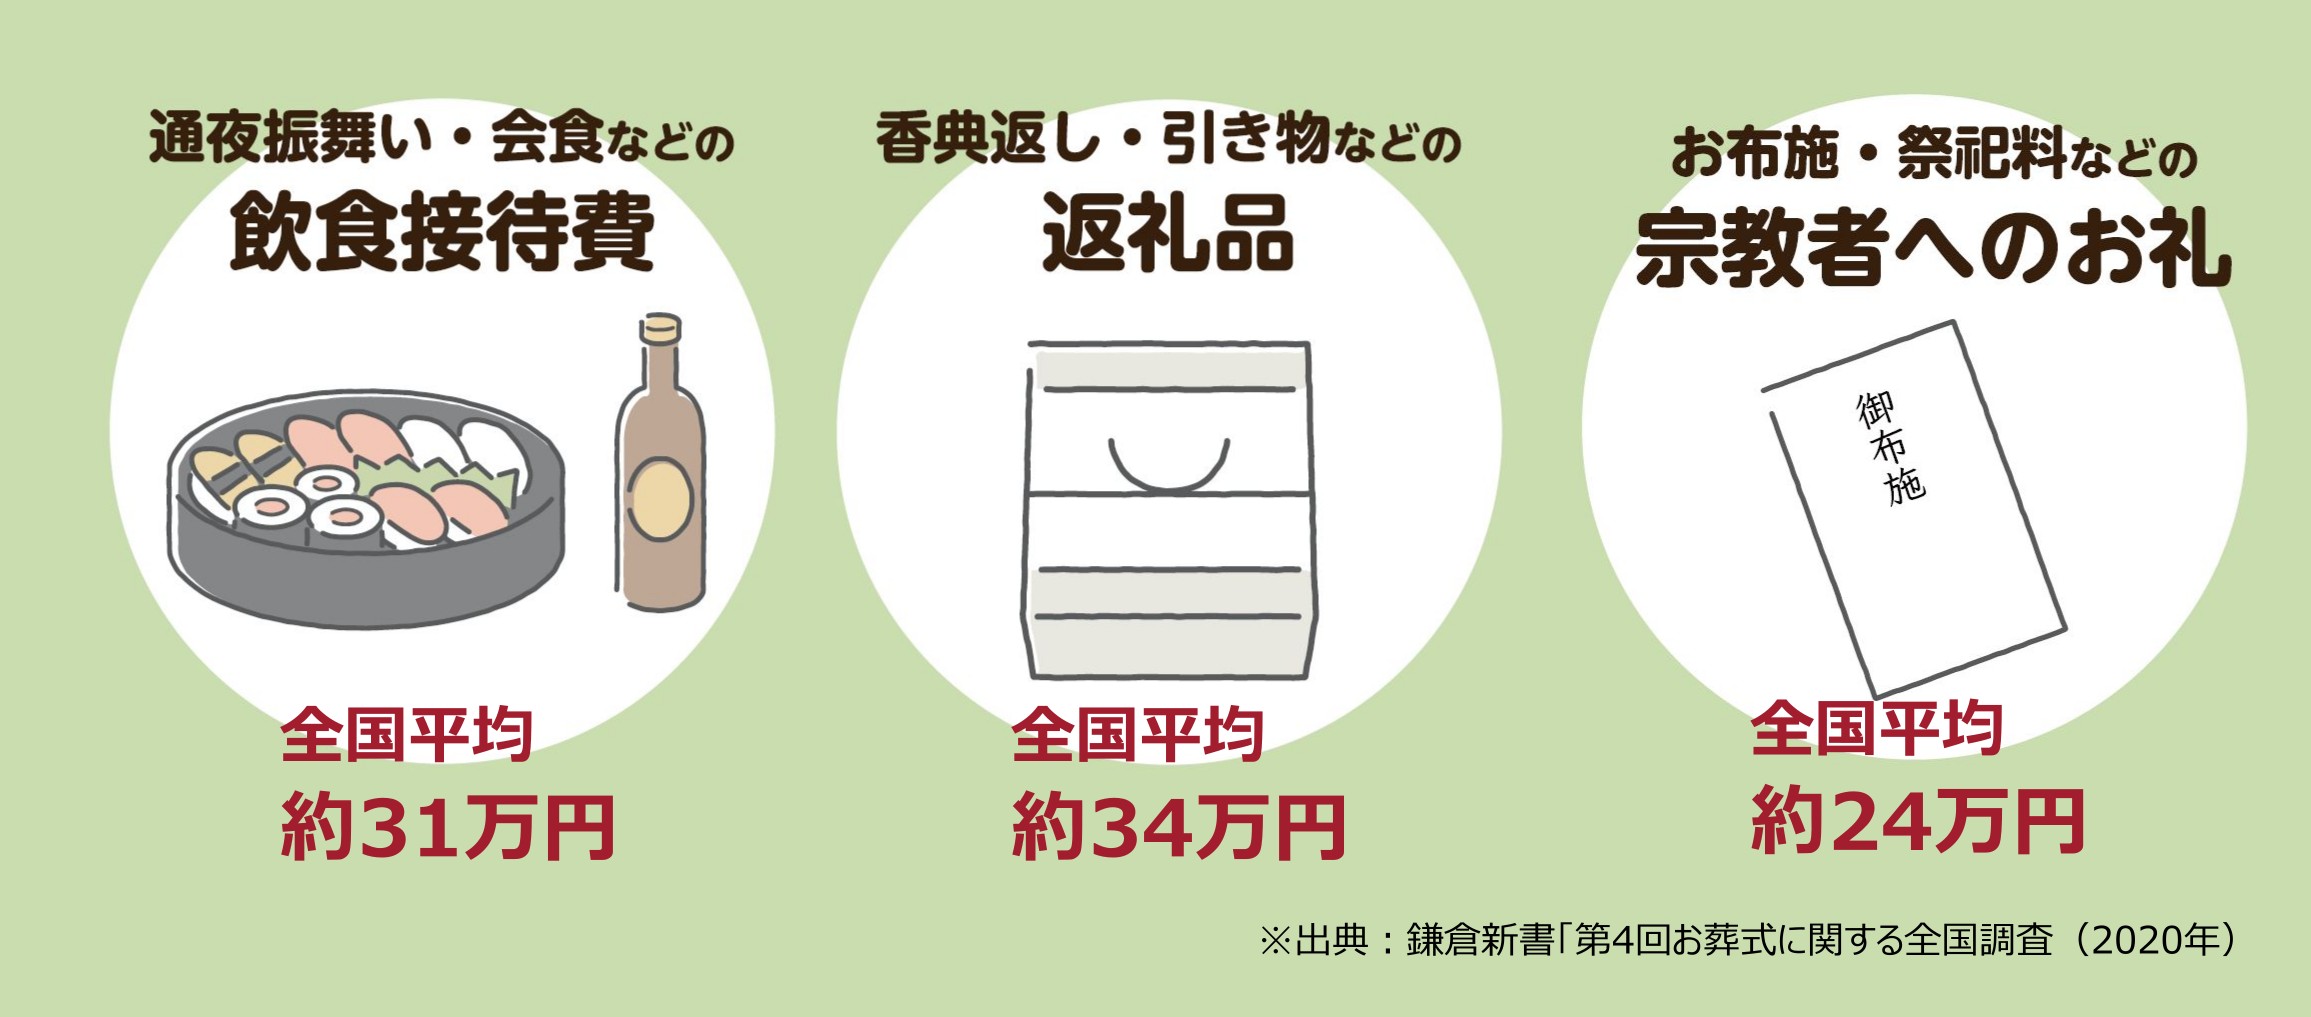 通夜振舞い・会食などの
飲食接待費
全国平均
約31万円
香典返し・引き物などの
返礼品
全国平均
約34万円
お布施・祭祀料などの
宗教者へのお礼
御布施
全国平均
約24万円
※出典：鎌倉新書「第4回お葬式に関する全国調査（2020年）